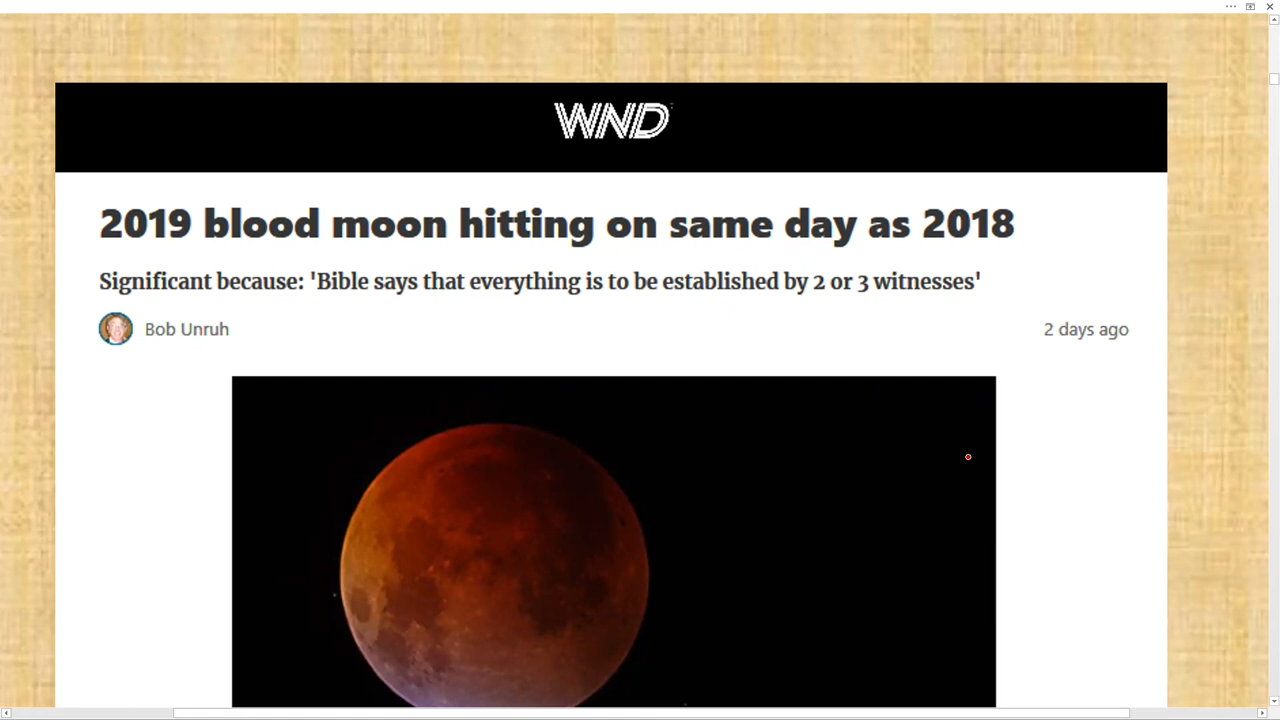 WND
2019 blood moon hitting on same day as 2018
Significant because: 'Bible says that everything is to be established by 2 or 3 witnesses'
Bob Unruh
2 days ago